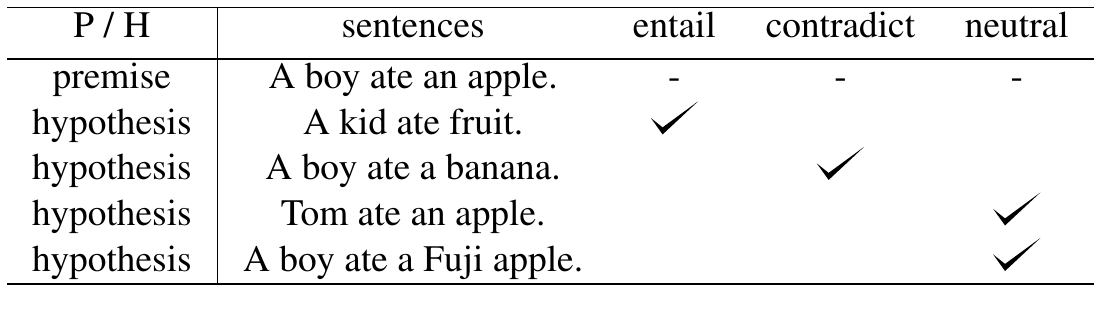 P / H sentences entail contradict neutral
premise A boy ate an apple. - - -
hypothesis A kid ate fruit. ✓
hypothesis A boy ate a banana. ✓
hypothesis Tom ate an apple. ✓
hypothesis A boy ate a Fuji apple. ✓